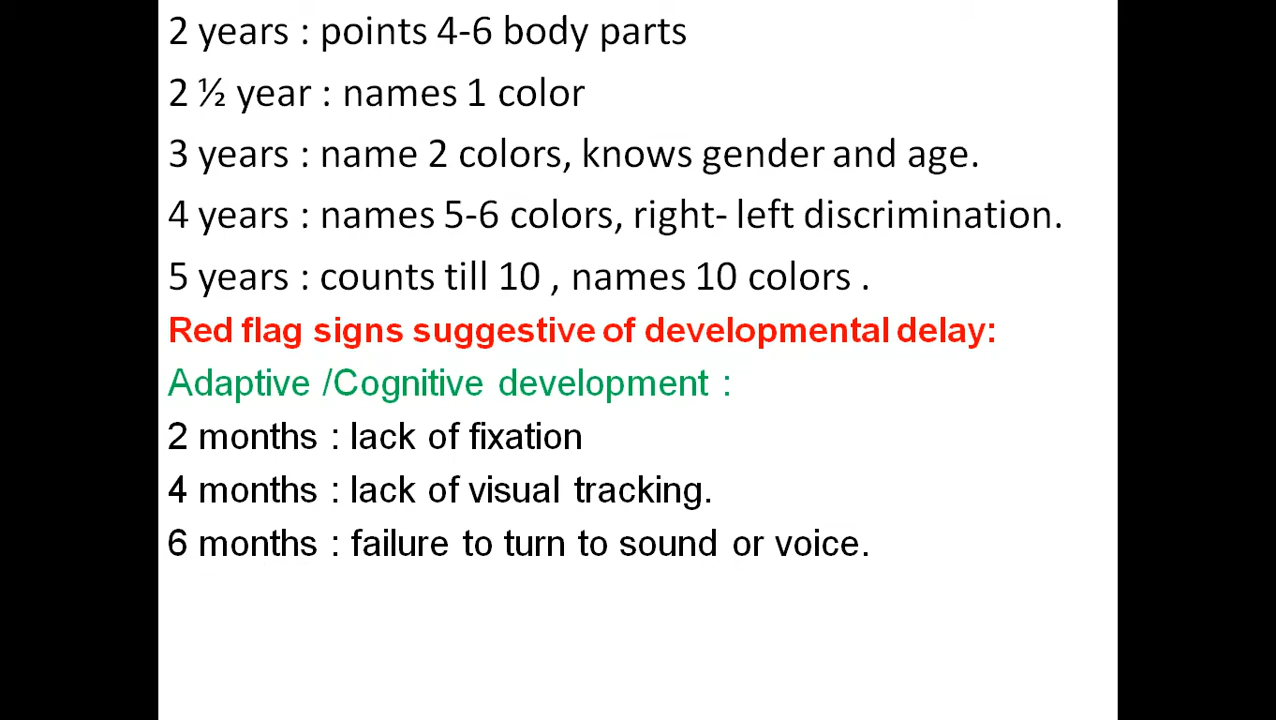 2 years : points 4-6 body parts
2 ½ year : names 1 color
3 years : name 2 colors, knows gender and age.
4 years : names 5-6 colors, right- left discrimination.
5 years : counts till 10 , names 10 colors .
Red flag signs suggestive of developmental delay:
Adaptive /Cognitive development :
2 months : lack of fixation
4 months : lack of visual tracking.
6 months : failure to turn to sound or voice.